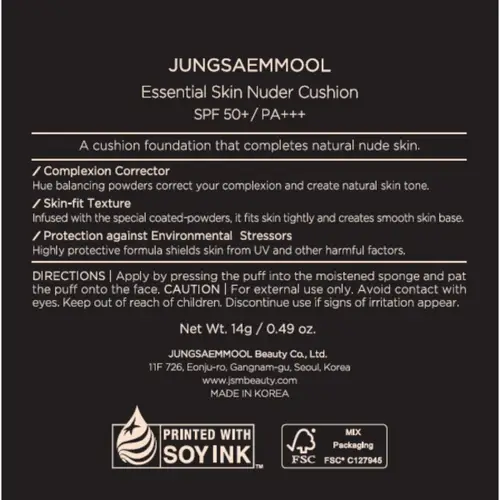 JUNGSAEMMOOL
Essential Skin Nuder Cushion
SPF 50+/ PA+++
A cushion foundation that completes natural nude skin.
/ Complexion Corrector
Hue balancing powders correct your complexion and create natural skin tone.
/ Skin-fit Texture
Infused with the special coated-powders, it fits skin tightly and creates smooth skin base.
/ Protection against Environmental Stressors
Highly protective formula shields skin from UV and other harmful factors.
DIRECTIONS | Apply by pressing the puff into the moistened sponge and pat
the puff onto the face. CAUTION | For external use only. Avoid contact with
eyes. Keep out of reach of children. Discontinue use if signs of irritation appear.
Net Wt. 14g / 0.49 oz.
JUNGSAEMMOOL Beauty Co., Ltd.
11F 726, Eonju-ro, Gangnam-gu, Seoul, Korea
www.jsmbeauty.com
MADE IN KOREA
PRINTED WITH
SOY INK™
FSC
MIX
Packaging
FSC® C127945